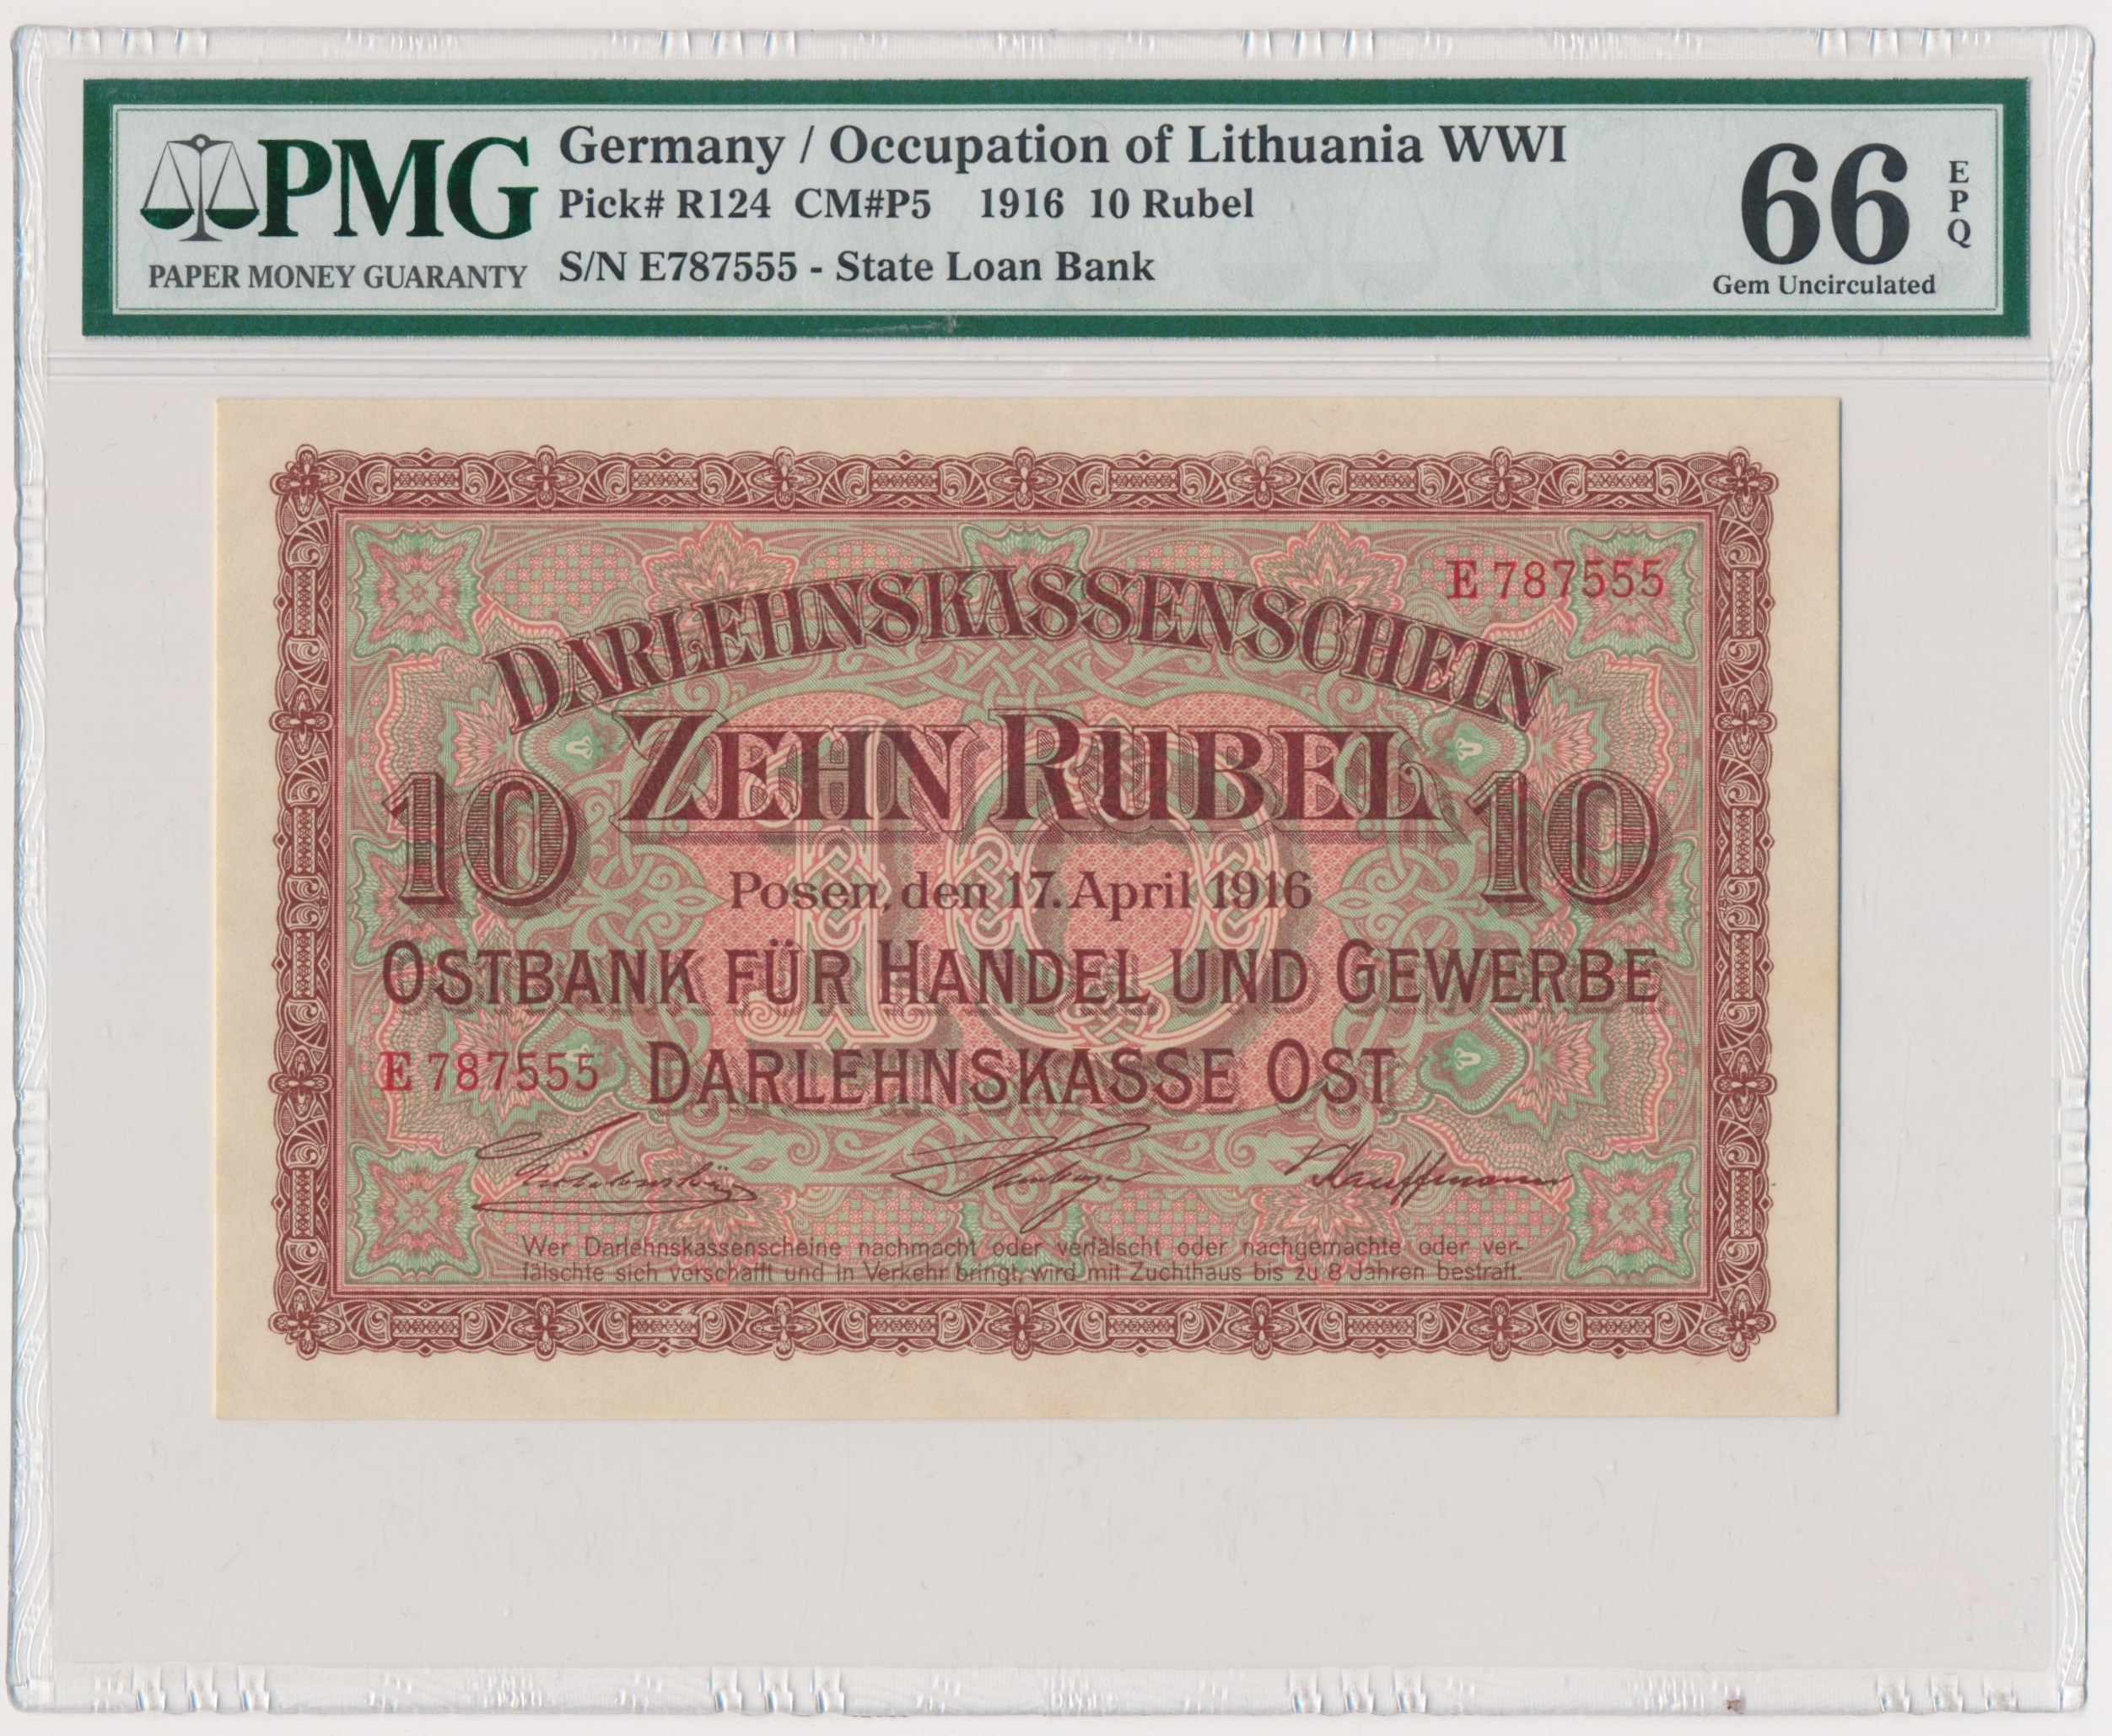 PMG
PAPER MONEY GUARANTY
Germany / Occupation of Lithuania WWI
Pick# R124 CM#P5 1916 10 Rubel
S/N E787555 - State Loan Bank
66
EPQ
Gem Uncirculated
E 787555
DARLEHNSKASSENSCHEIN
ZEHN RUBEL
10
10
10
Posen, den 17. April 1916
OSTBANK FÜR HANDEL UND GEWERBE
E 787555 DARLEHNSKASSE OST
Kauffmann
Wer Darlehnskassenscheine nachmacht oder verfälscht oder nachgemachte oder ver-
fälschte sich verschafft und in Verkehr bringt, wird mit Zuchthaus bis zu 8 Jahren bestraft.